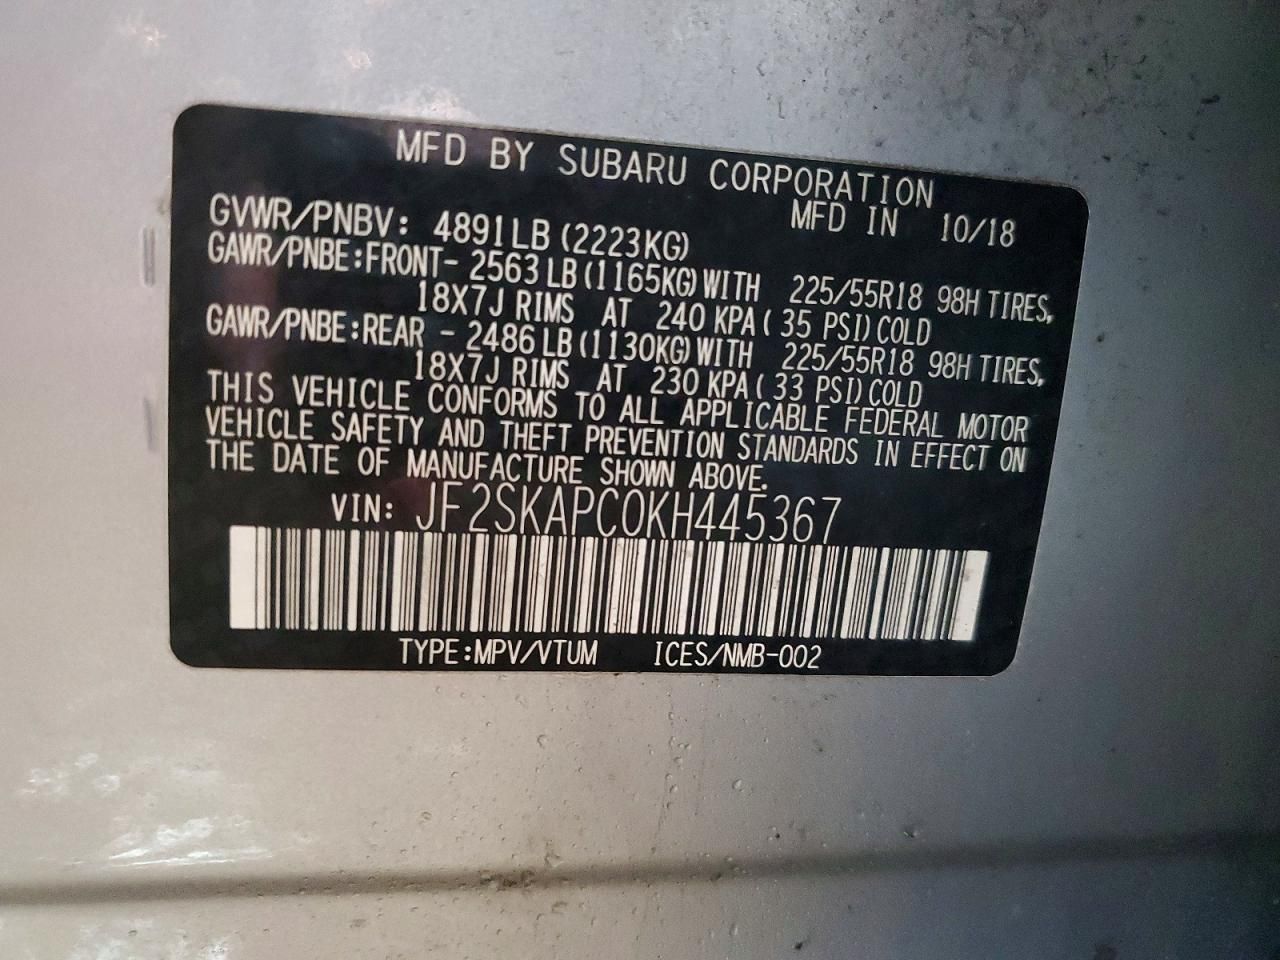 MFD BY SUBARU CORPORATION
MFD IN 10/18
GVWR/PNBV: 4891LB (2223KG)
GAWR/PNBE:FRONT- 2563 LB (1165KG) WITH 225/55R18 98H TIRES,
18X7J RIMS AT 240 KPA ( 35 PSI) COLD
GAWR/PNBE:REAR - 2486 LB (1130KG) WITH 225/55R18 98H TIRES,
18X7J RIMS AT 230 KPA ( 33 PSI) COLD
THIS VEHICLE CONFORMS TO ALL APPLICABLE FEDERAL MOTOR
VEHICLE SAFETY AND THEFT PREVENTION STANDARDS IN EFFECT ON
THE DATE OF MANUFACTURE SHOWN ABOVE.
VIN: JF2SKAPC0KH445367
TYPE:MPV/VTUM ICES/NMB-002